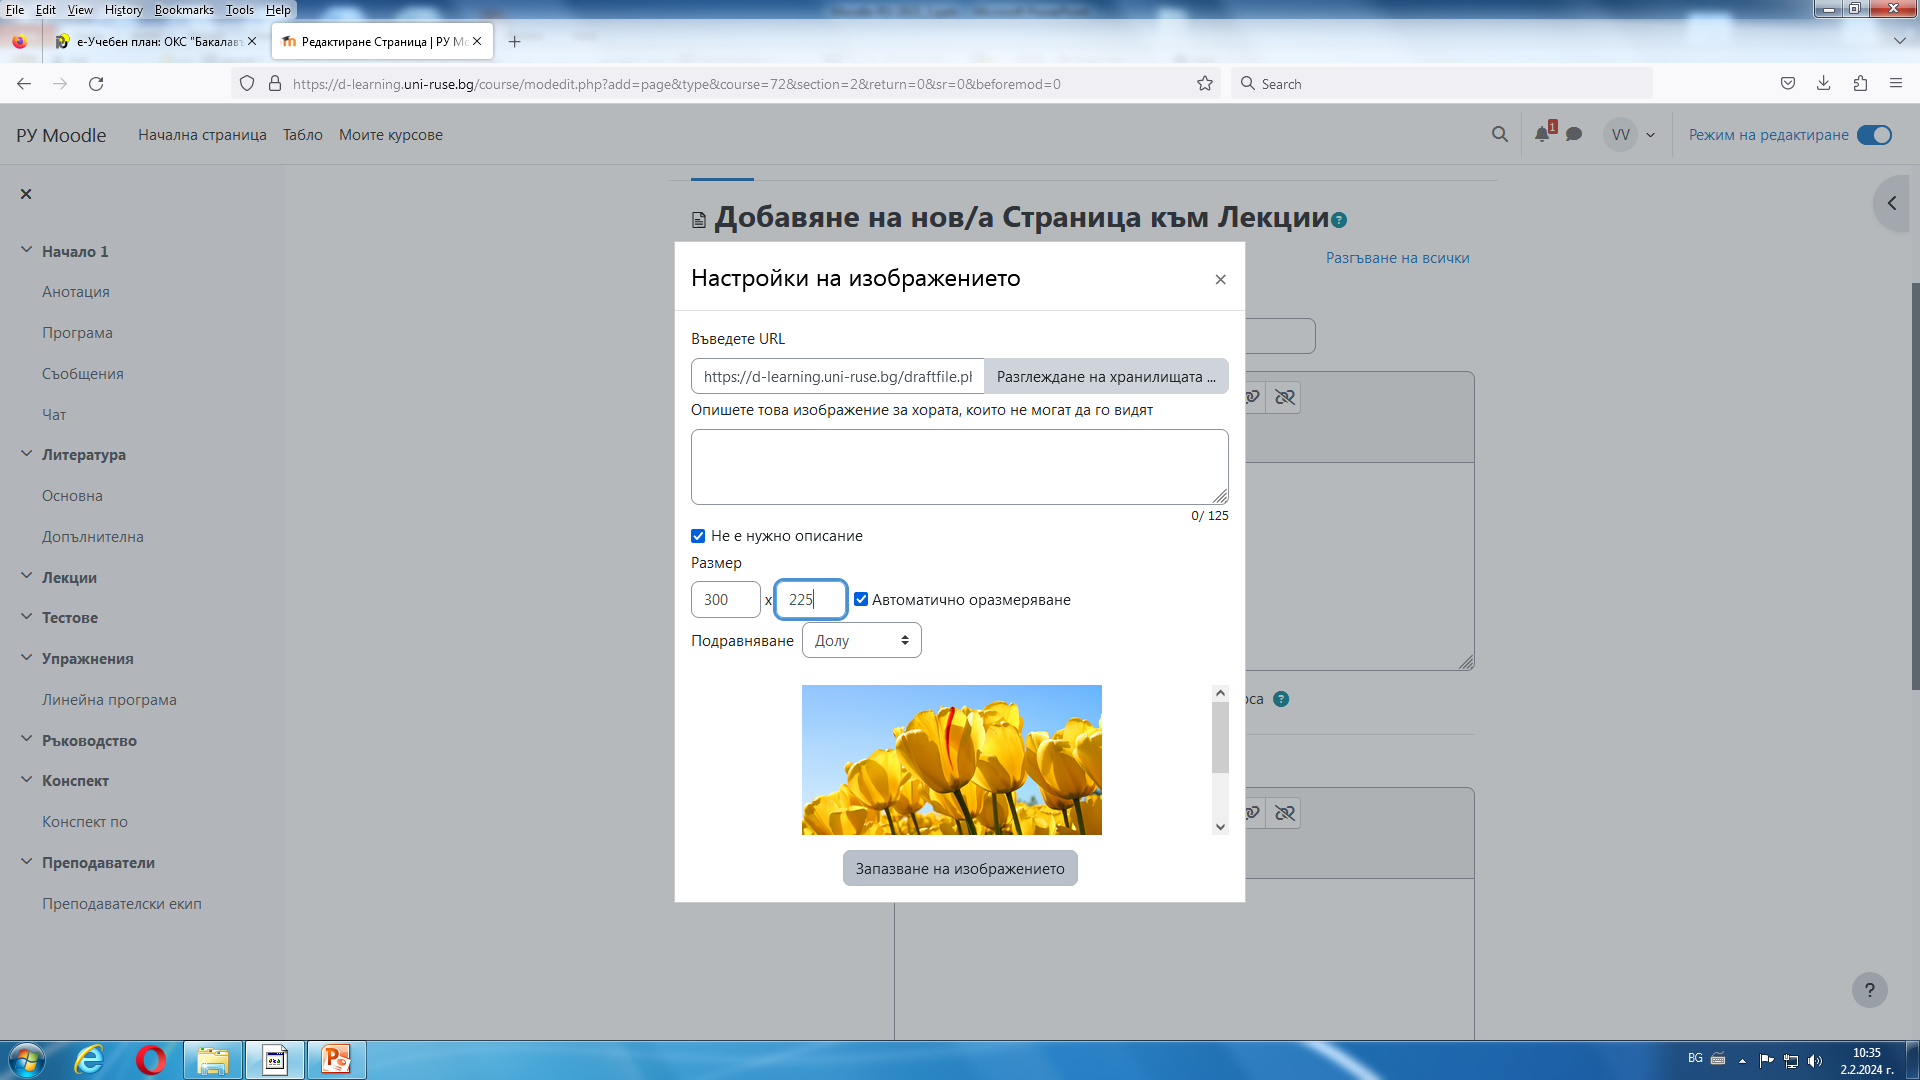 File Edit View History Bookmarks Tools Help
е-Учебен план: ОКС "Бакалавъ
Редактиране Страница | РУ Мо
https://d-learning.uni-ruse.bg/course/modedit.php?add=page&type&course=72&section=2&return=0&sr=0&beforemod=0
Search
РУ Moodle Начална страница Табло Моите курсове
1
VV
Режим на редактиране
Добавяне на нов/а Страница към Лекции
Разгъване на всички
Начало 1
Анотация
Програма
Съобщения
Чат
Литература
Основна
Допълнителна
Лекции
Тестове
Упражнения
Линейна програма
Ръководство
Конспект
Конспект по
Преподаватели
Преподавателски екип
Настройки на изображението
Въведете URL
https://d-learning.uni-ruse.bg/draftfile.ph
Разглеждане на хранилищата ...
Опишете това изображение за хората, които не могат да го видят
0/ 125
Не е нужно описание
Размер
300 x 225 Автоматично оразмеряване
Подравняване Долу
Запазване на изображението
рса
?
BG
10:35
2.2.2024 г.